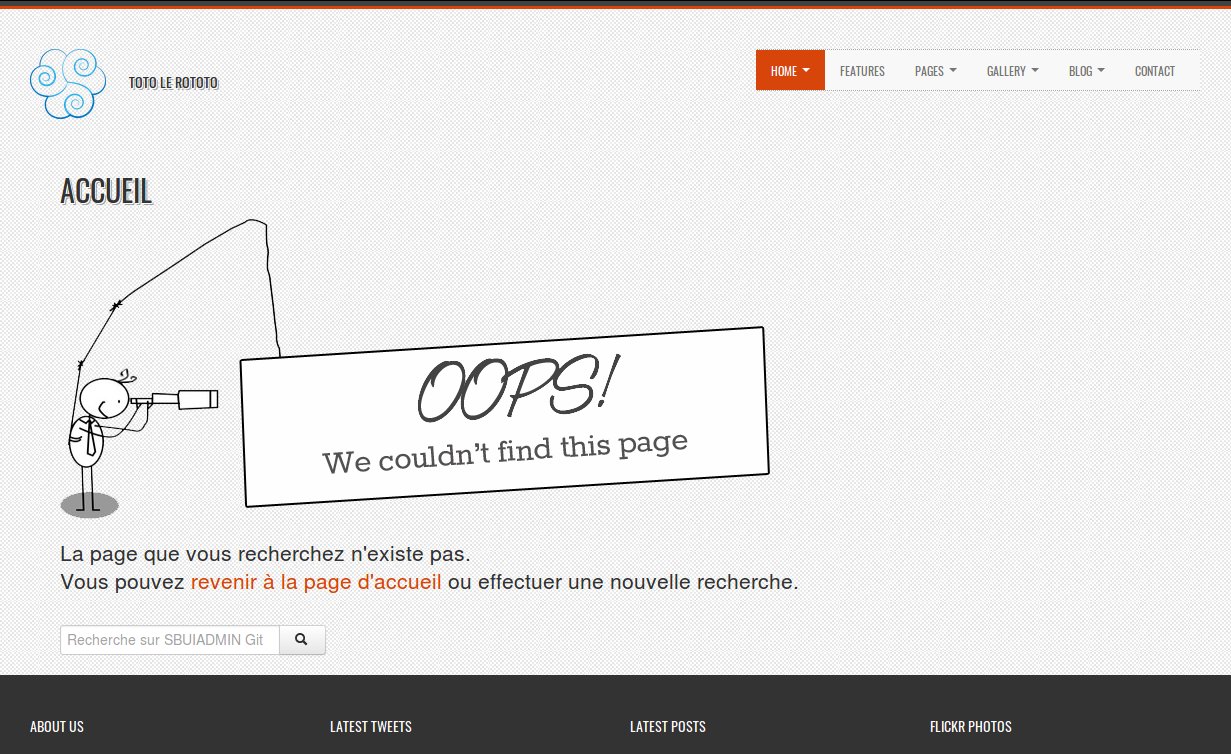 TOTO LE ROTOTO
HOME FEATURES PAGES GALLERY BLOG CONTACT
ACCUEIL
OOPS!
We couldn't find this page
La page que vous recherchez n'existe pas.
Vous pouvez revenir à la page d'accueil ou effectuer une nouvelle recherche.
Recherche sur SBUIADMIN Git
ABOUT US LATEST TWEETS LATEST POSTS FLICKR PHOTOS